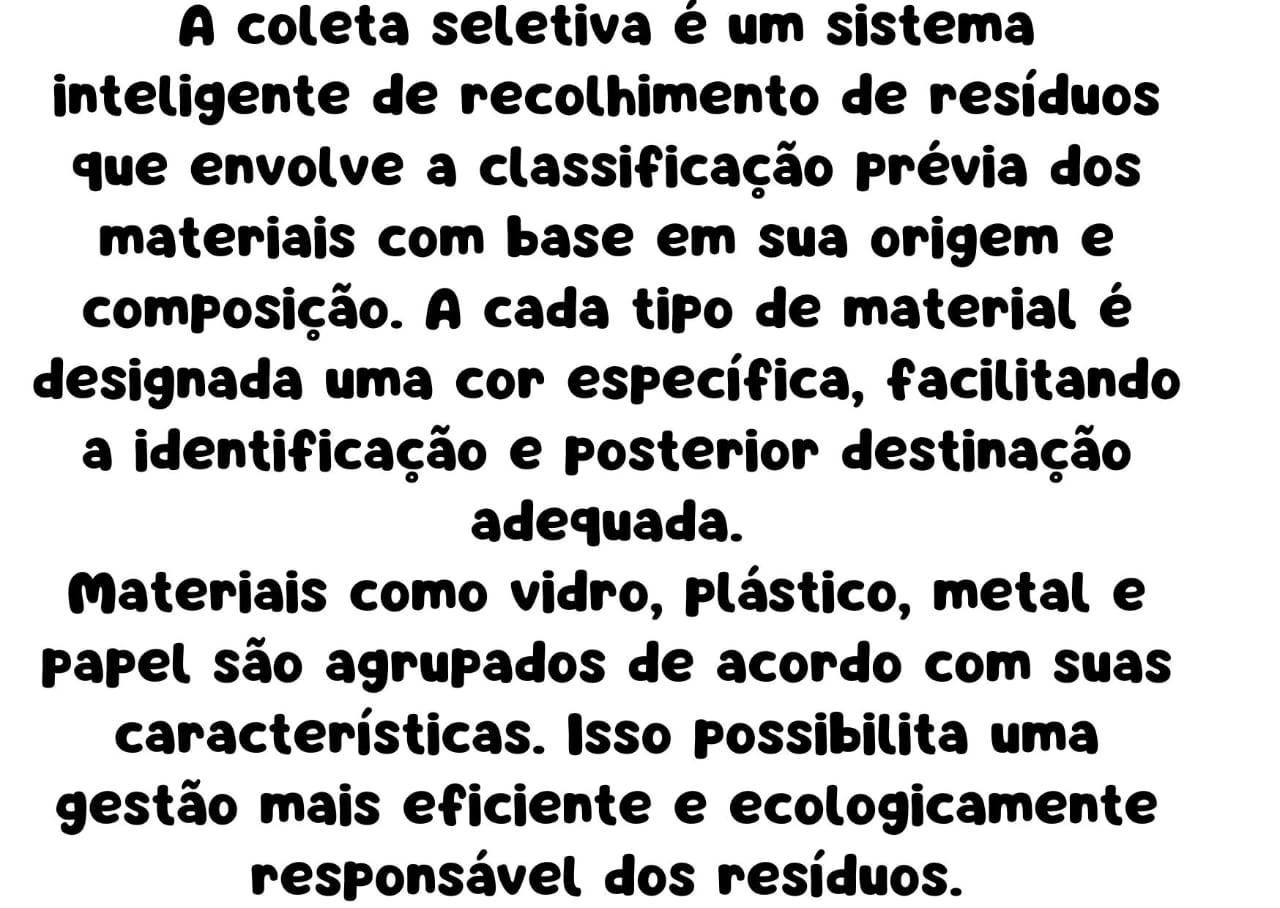 A coleta seletiva é um sistema
inteligente de recolhimento de resíduos
que envolve a classificação prévia dos
materiais com base em sua origem e
composição. A cada tipo de material é
designada uma cor específica, facilitando
a identificação e posterior destinação
adequada.
Materiais como vidro, plástico, metal e
papel são agrupados de acordo com suas
características. Isso possibilita uma
gestão mais eficiente e ecologicamente
responsável dos resíduos.